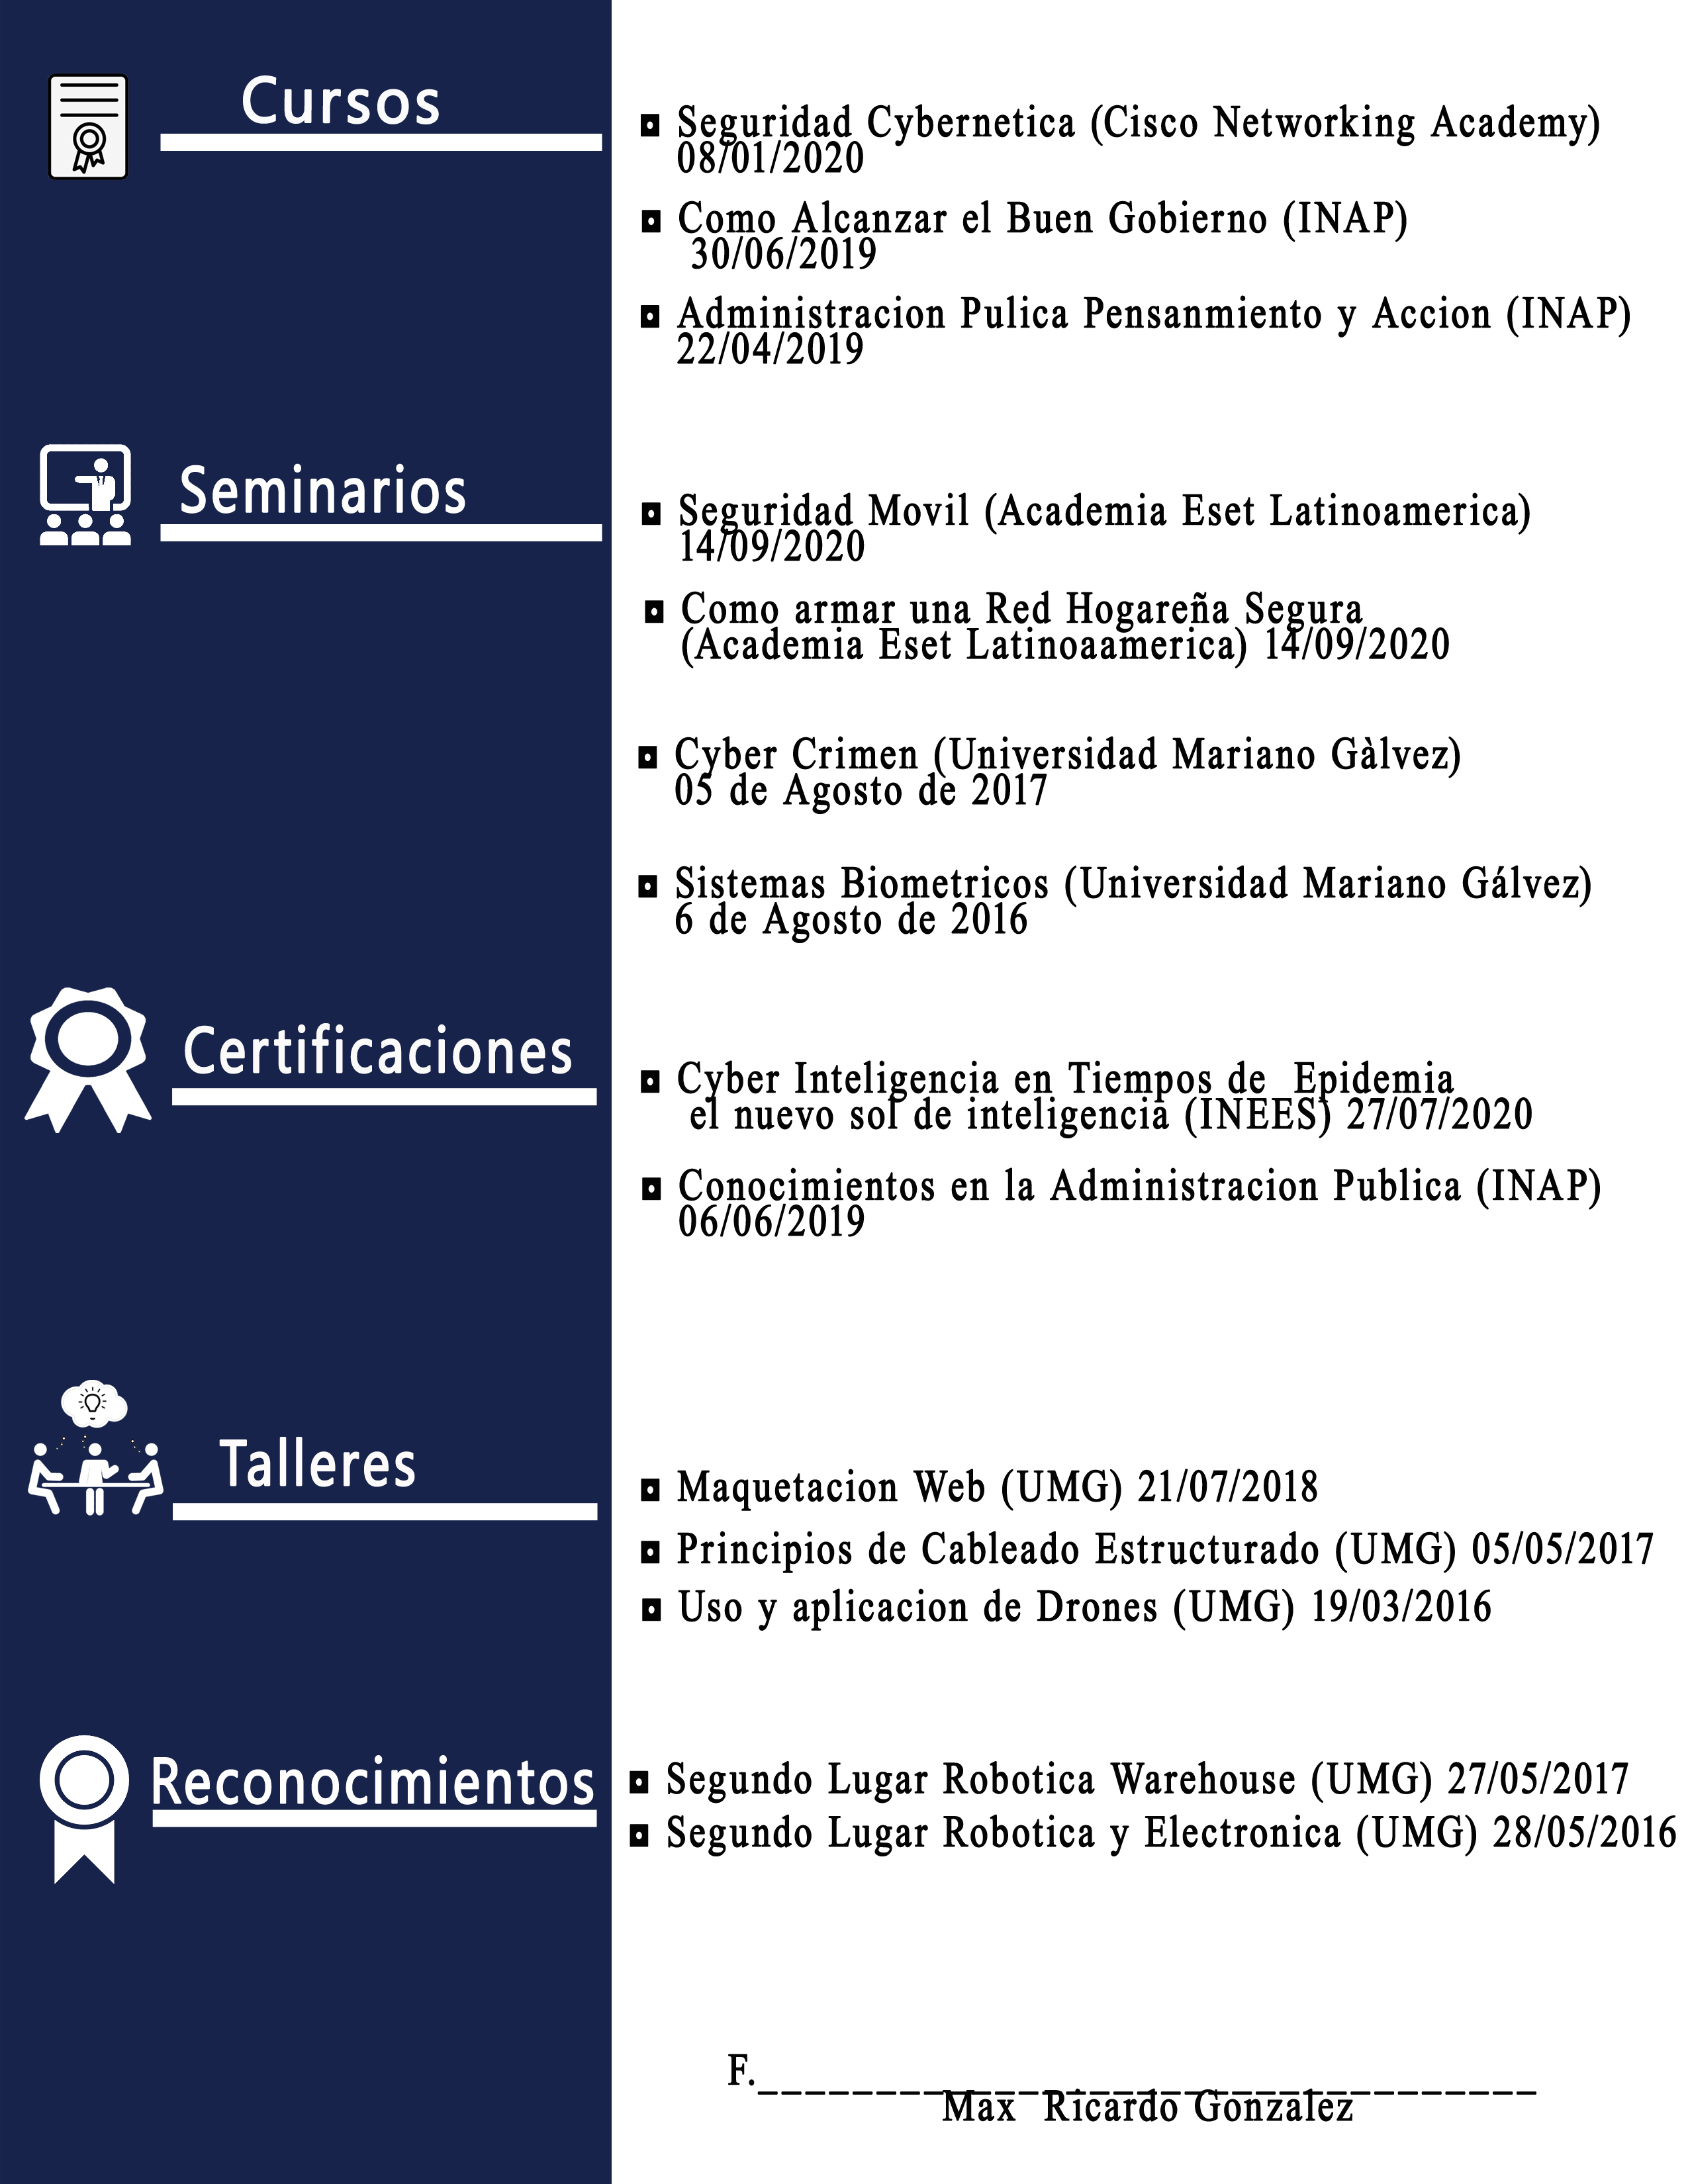 Cursos
Seguridad Cybernetica (Cisco Networking Academy)
08/01/2020
Como Alcanzar el Buen Gobierno (INAP)
30/06/2019
Administracion Pulica Pensanmiento y Accion (INAP)
22/04/2019
Seminarios
Seguridad Movil (Academia Eset Latinoamerica)
14/09/2020
Como armar una Red Hogareña Segura
(Academia Eset Latinoaamerica) 14/09/2020
Cyber Crimen (Universidad Mariano Gàlvez)
05 de Agosto de 2017
Sistemas Biometricos (Universidad Mariano Gálvez)
6 de Agosto de 2016
Certificaciones
Cyber Inteligencia en Tiempos de Epidemia
el nuevo sol de inteligencia (INEES) 27/07/2020
Conocimientos en la Administracion Publica (INAP)
06/06/2019
Talleres
Maquetacion Web (UMG) 21/07/2018
Principios de Cableado Estructurado (UMG) 05/05/2017
Uso y aplicacion de Drones (UMG) 19/03/2016
Reconocimientos
Segundo Lugar Robotica Warehouse (UMG) 27/05/2017
Segundo Lugar Robotica y Electronica (UMG) 28/05/2016
F._________________________________
Max Ricardo Gonzalez